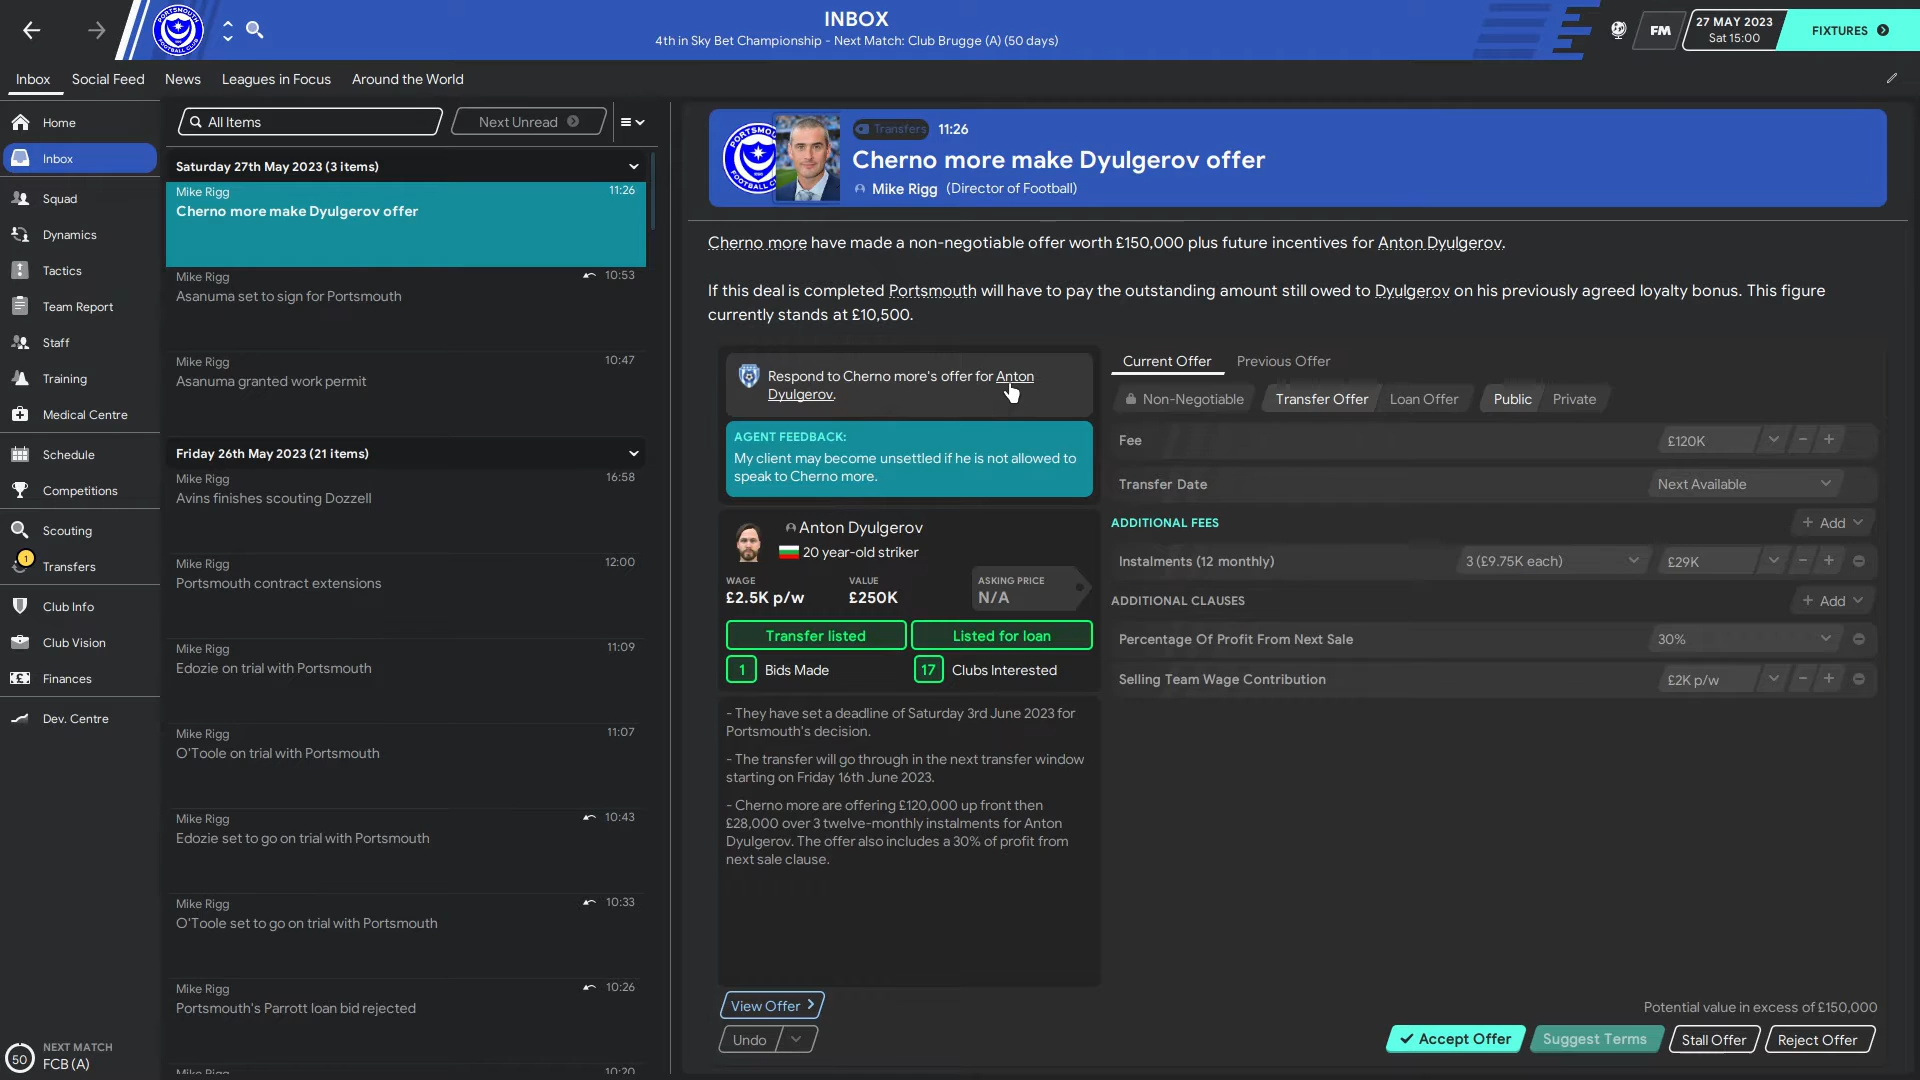 INBOX
4th in Sky Bet Championship - Next Match: Club Brugge (A) (50 days)
FM
27 MAY 2023
Sat 15:00
FIXTURES
Inbox
Social Feed
News
Leagues in Focus
Around the World
Home
Inbox
Squad
Dynamics
Tactics
Team Report
Staff
Training
Medical Centre
Schedule
Competitions
Scouting
1
Transfers
Club Info
Club Vision
Finances
Dev. Centre
50
NEXT MATCH
FCB (A)
All Items
Next Unread
Saturday 27th May 2023 (3 items)
Mike Rigg 11:26
Cherno more make Dyulgerov offer
Mike Rigg 10:53
Asanuma set to sign for Portsmouth
Mike Rigg 10:47
Asanuma granted work permit
Friday 26th May 2023 (21 items)
Mike Rigg 16:58
Avins finishes scouting Dozzell
Mike Rigg 12:00
Portsmouth contract extensions
Mike Rigg 11:09
Edozie on trial with Portsmouth
Mike Rigg 11:07
O'Toole on trial with Portsmouth
Mike Rigg 10:43
Edozie set to go on trial with Portsmouth
Mike Rigg 10:33
O'Toole set to go on trial with Portsmouth
Mike Rigg 10:26
Portsmouth's Parrott loan bid rejected
Mike Rigg 10:20
Transfers 11:26
Cherno more make Dyulgerov offer
Mike Rigg (Director of Football)
Cherno more have made a non-negotiable offer worth £150,000 plus future incentives for Anton Dyulgerov.
If this deal is completed Portsmouth will have to pay the outstanding amount still owed to Dyulgerov on his previously agreed loyalty bonus. This figure
currently stands at £10,500.
Respond to Cherno more's offer for Anton
Dyulgerov.
AGENT FEEDBACK:
My client may become unsettled if he is not allowed to
speak to Cherno more.
Anton Dyulgerov
20 year-old striker
WAGE
£2.5K p/w
VALUE
£250K
ASKING PRICE
N/A
Transfer listed
Listed for loan
1 Bids Made
17 Clubs Interested
- They have set a deadline of Saturday 3rd June 2023 for
Portsmouth's decision.
- The transfer will go through in the next transfer window
starting on Friday 16th June 2023.
- Cherno more are offering £120,000 up front then
£28,000 over 3 twelve-monthly instalments for Anton
Dyulgerov. The offer also includes a 30% of profit from
next sale clause.
View Offer
Undo
Current Offer
Previous Offer
Non-Negotiable
Transfer Offer
Loan Offer
Public
Private
Fee £120K
Transfer Date Next Available
ADDITIONAL FEES + Add
Instalments (12 monthly) 3 (£9.75K each) £29K
ADDITIONAL CLAUSES + Add
Percentage Of Profit From Next Sale 30%
Selling Team Wage Contribution £2K p/w
Potential value in excess of £150,000
Accept Offer
Suggest Terms
Stall Offer
Reject Offer